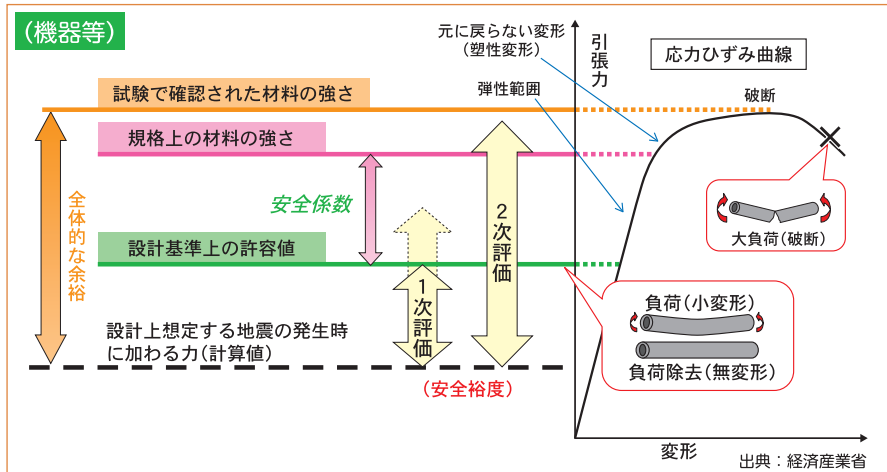 (機器等)
元に戻らない変形
(塑性変形)
引張力
応力ひずみ曲線
弾性範囲
試験で確認された材料の強さ
破断
規格上の材料の強さ
安全係数
全体的な余裕
2次評価
大負荷(破断)
設計基準上の許容値
1次評価
負荷(小変形)
設計上想定する地震の発生時
に加わる力(計算値)
負荷除去(無変形)
(安全裕度)
変形
出典：経済産業省